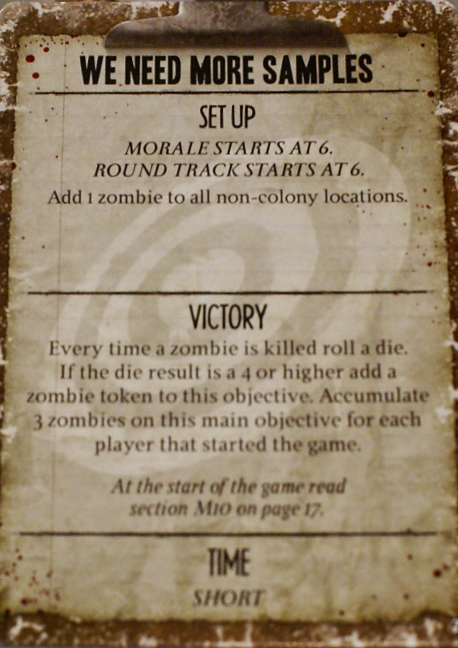 WE NEED MORE SAMPLES
SET UP
MORALE STARTS AT 6.
ROUND TRACK STARTS AT 6.
Add 1 zombie to all non-colony locations.
VICTORY
Every time a zombie is killed roll a die.
If the die result is a 4 or higher add a
zombie token to this objective. Accumulate
3 zombies on this main objective for each
player that started the game.
At the start of the game read
section M10 on page 17.
TIME
SHORT